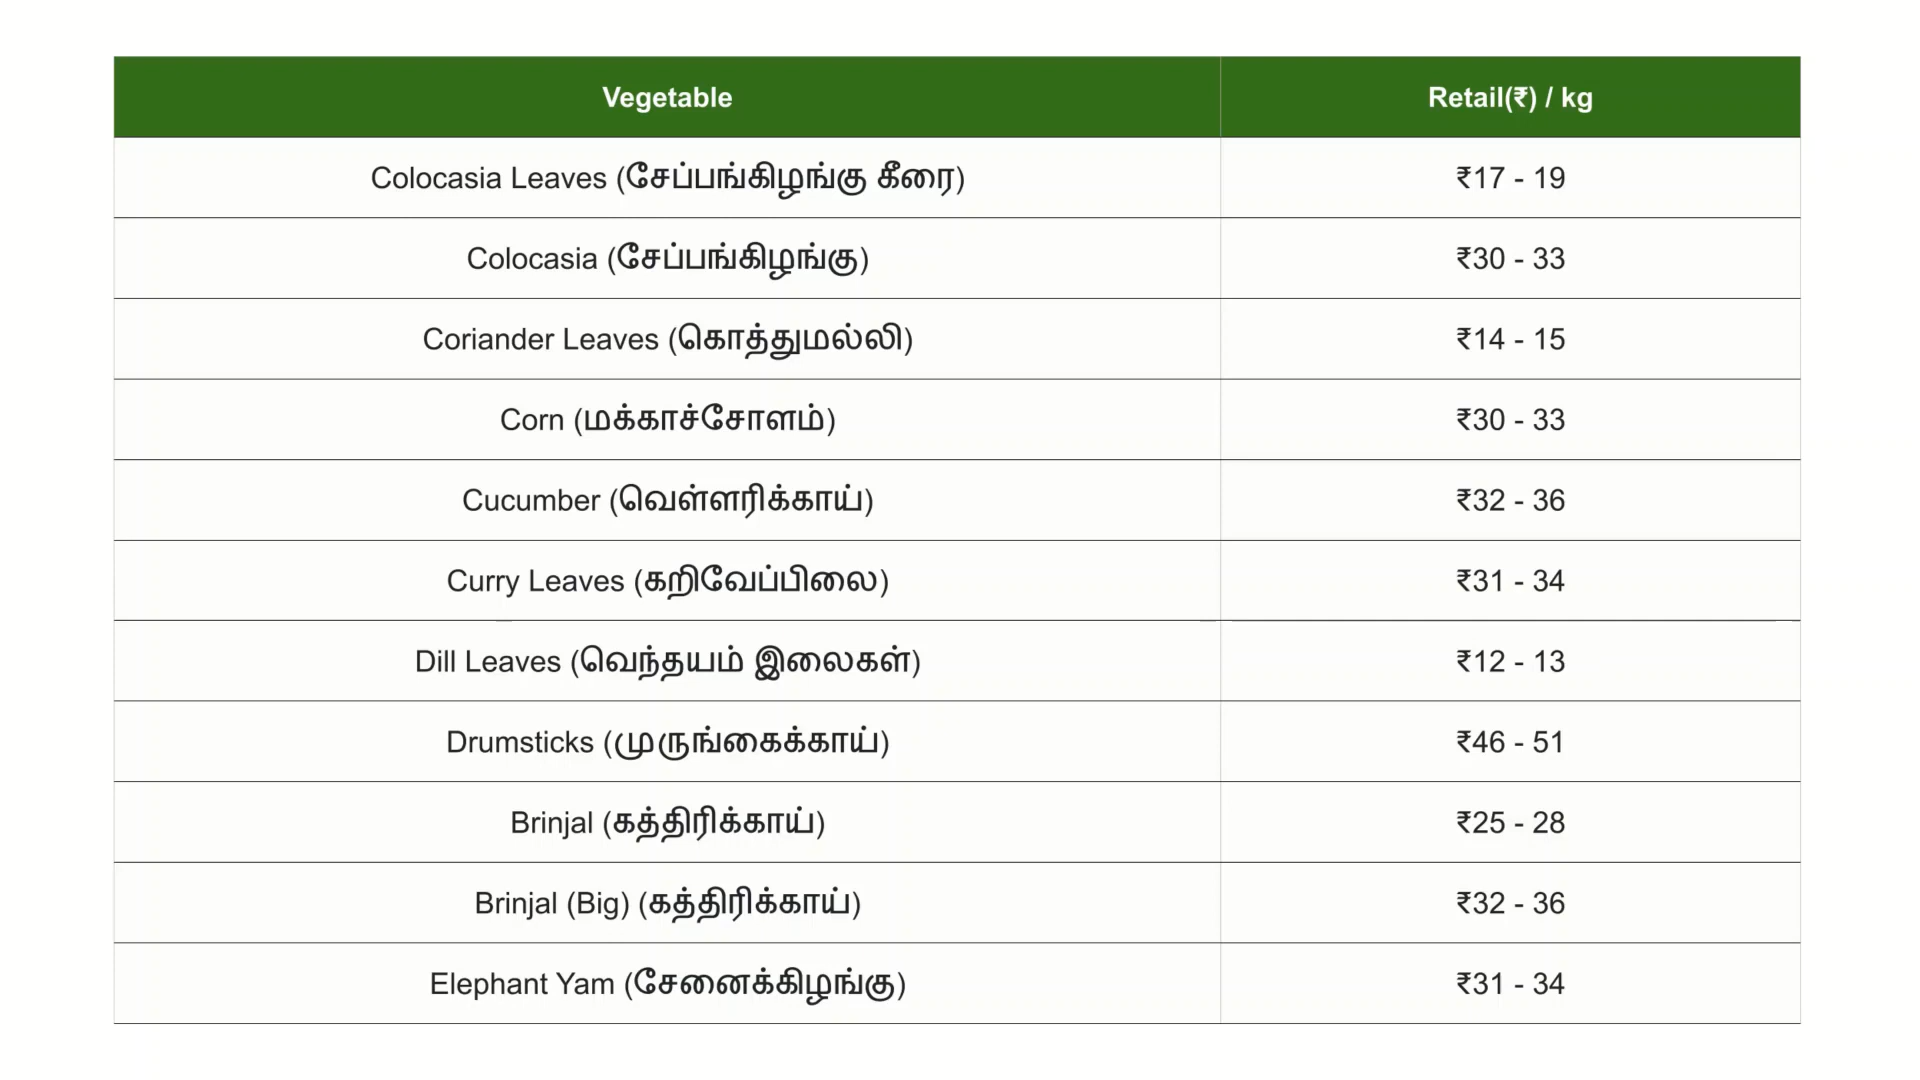 Vegetable Retail(₹) / kg
Colocasia Leaves (சேப்பங்கிழங்கு கீரை) ₹17 - 19
Colocasia (சேப்பங்கிழங்கு) ₹30 - 33
Coriander Leaves (கொத்துமல்லி) ₹14 - 15
Corn (மக்காச்சோளம்) ₹30 - 33
Cucumber (வெள்ளரிக்காய்) ₹32 - 36
Curry Leaves (கறிவேப்பிலை) ₹31 - 34
Dill Leaves (வெந்தயம் இலைகள்) ₹12 - 13
Drumsticks (முருங்கைக்காய்) ₹46 - 51
Brinjal (கத்திரிக்காய்) ₹25 - 28
Brinjal (Big) (கத்திரிக்காய்) ₹32 - 36
Elephant Yam (சேனைக்கிழங்கு) ₹31 - 34